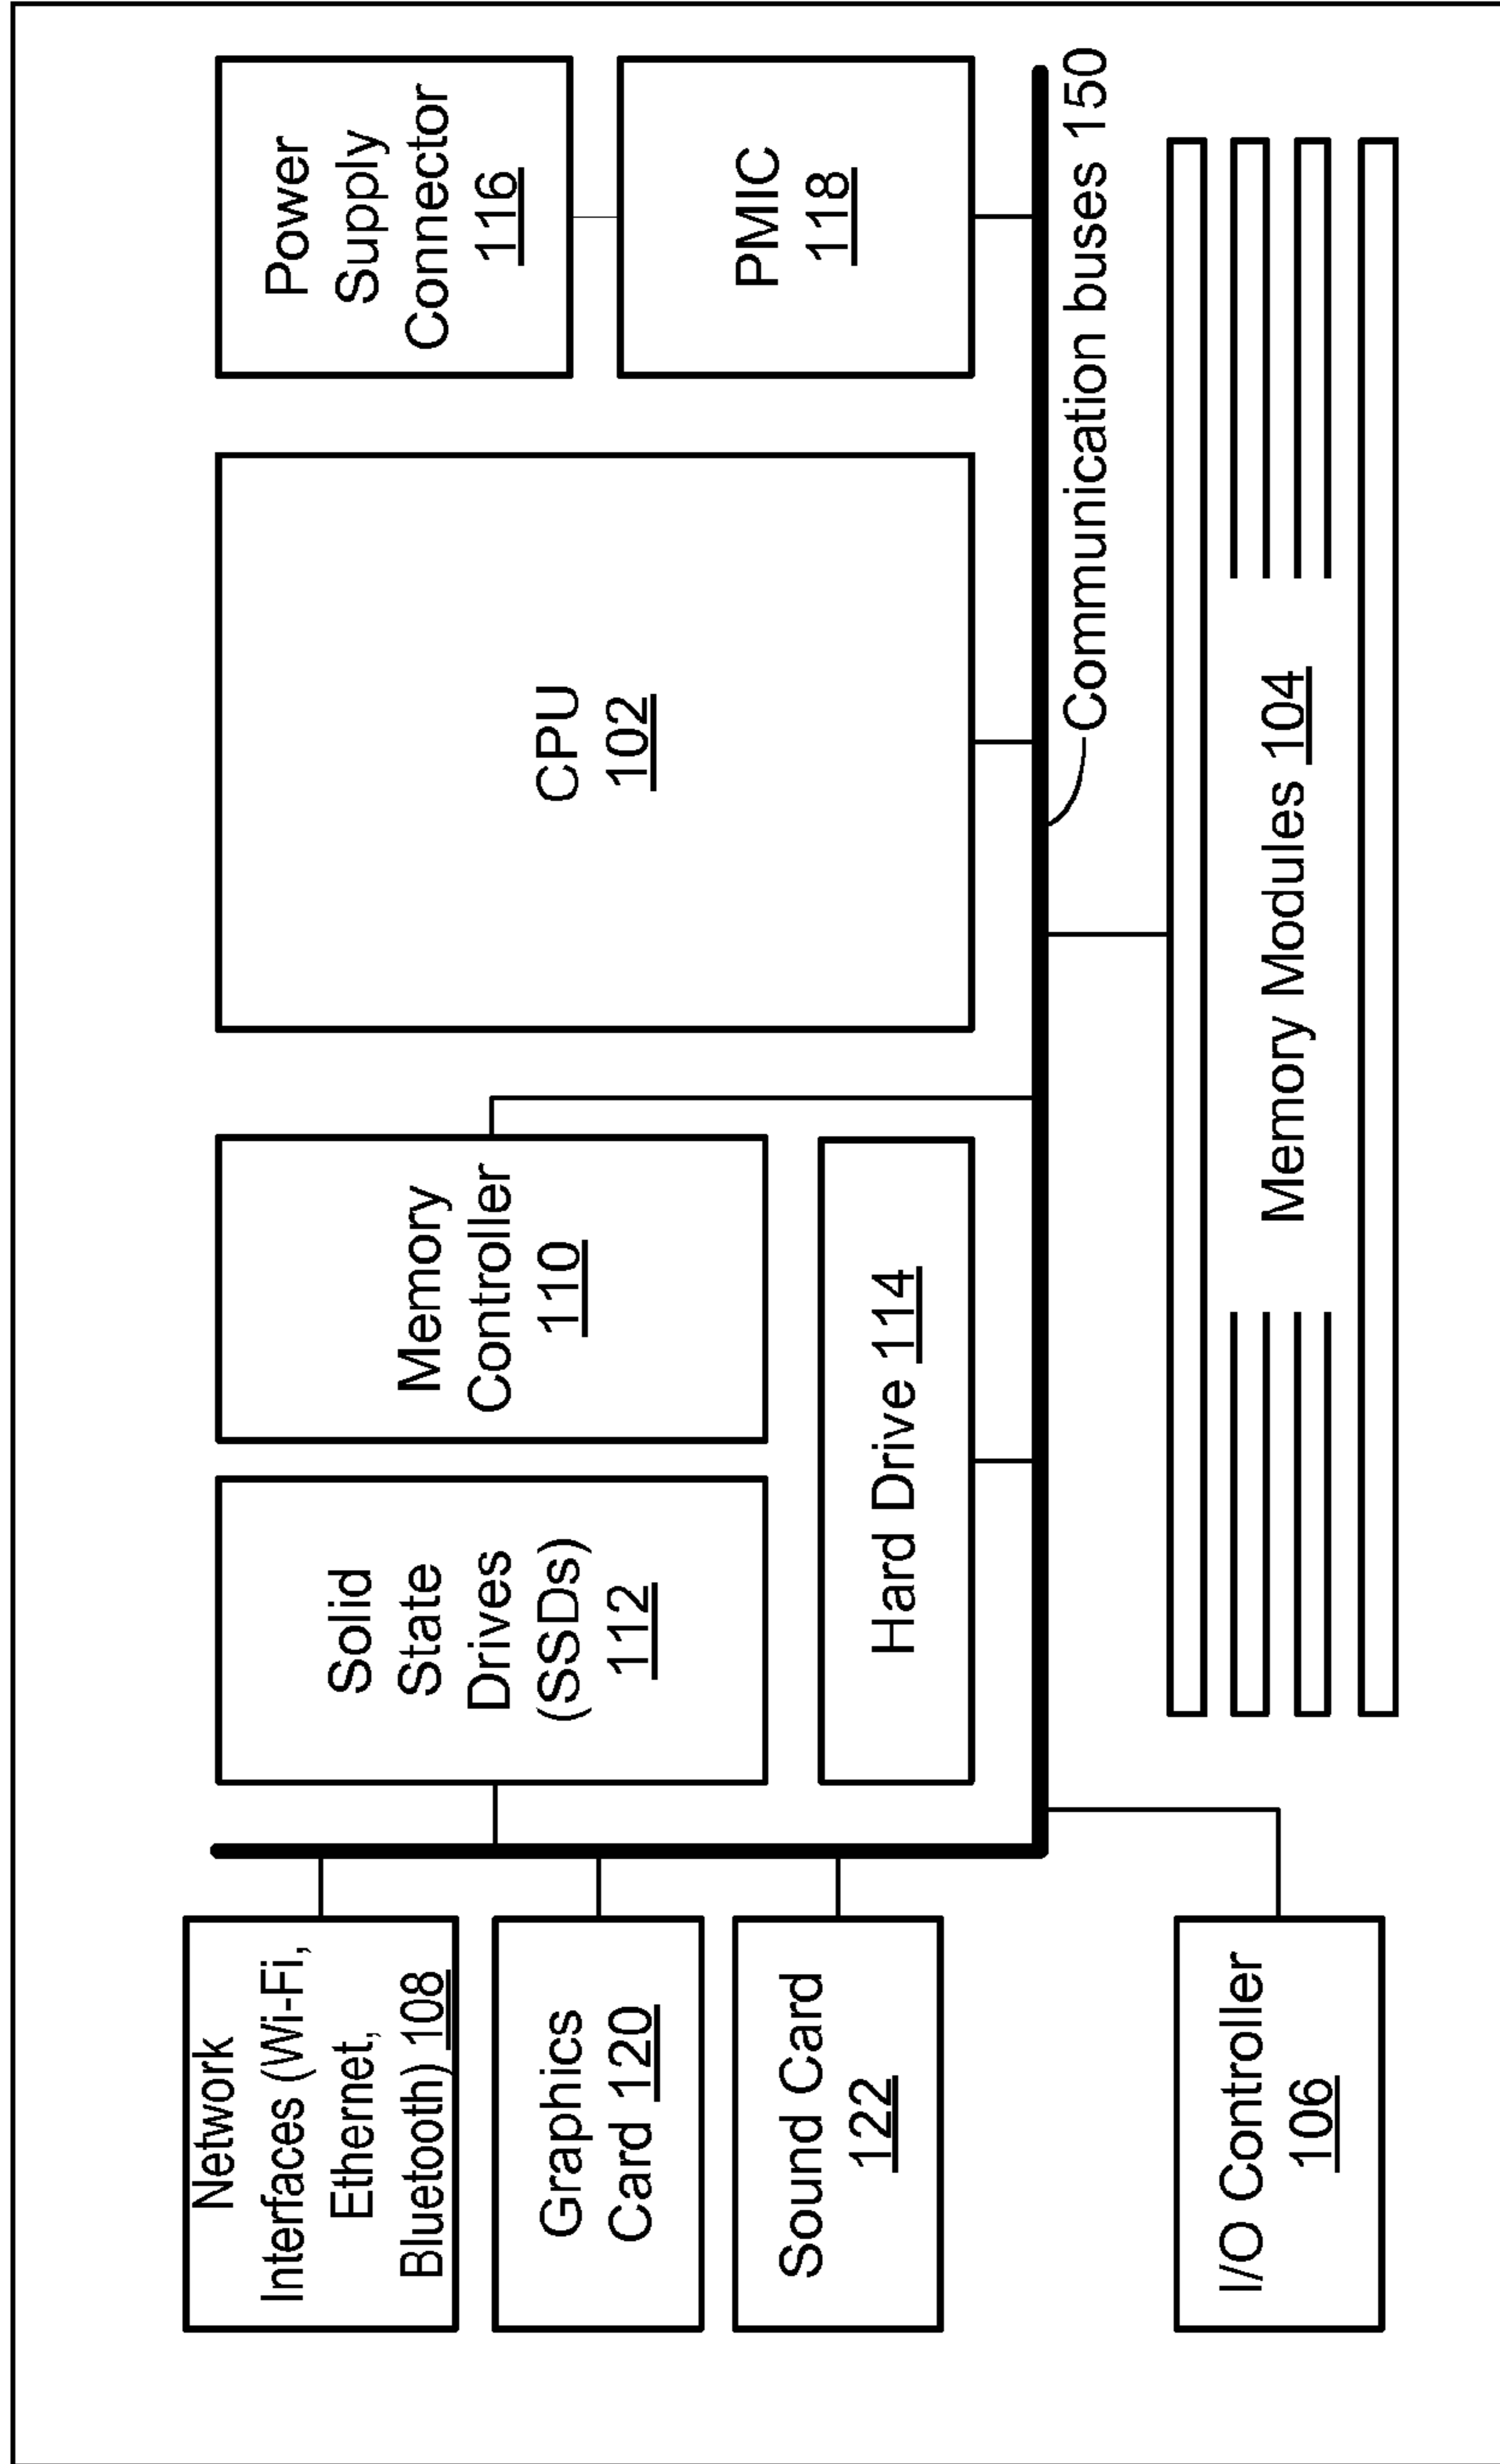 Network
Interfaces (Wi-Fi,
Ethernet,
Bluetooth) 108
Solid
State
Drives
(SSDs)
112
Memory
Controller
110
CPU
102
Power
Supply
Connector
116
Graphics
Card 120
PMIC
118
Sound Card
122
Hard Drive 114
Communication buses 150
I/O Controller
106
Memory Modules 104